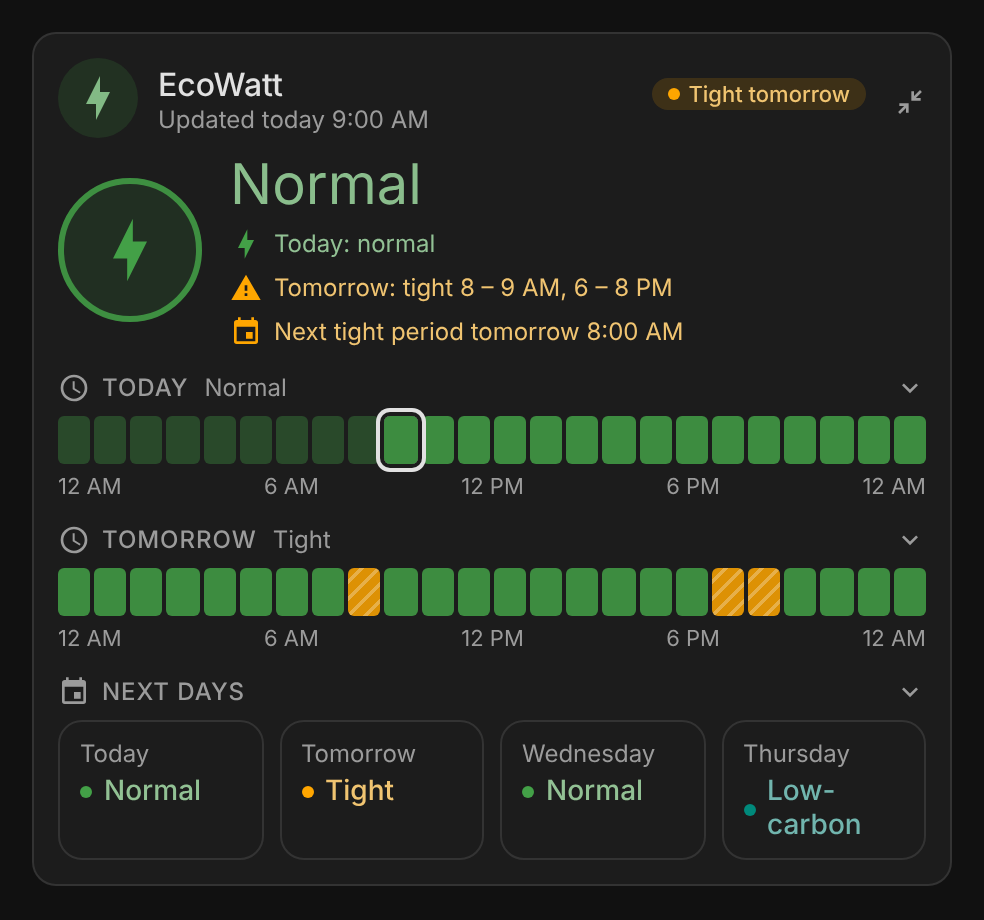 EcoWatt
Updated today 9:00 AM
Tight tomorrow
Normal
Today: normal
Tomorrow: tight 8 – 9 AM, 6 – 8 PM
Next tight period tomorrow 8:00 AM
TODAY Normal
12 AM 6 AM 12 PM 6 PM 12 AM
TOMORROW Tight
12 AM 6 AM 12 PM 6 PM 12 AM
NEXT DAYS
Today
Normal
Tomorrow
Tight
Wednesday
Normal
Thursday
Low-
carbon